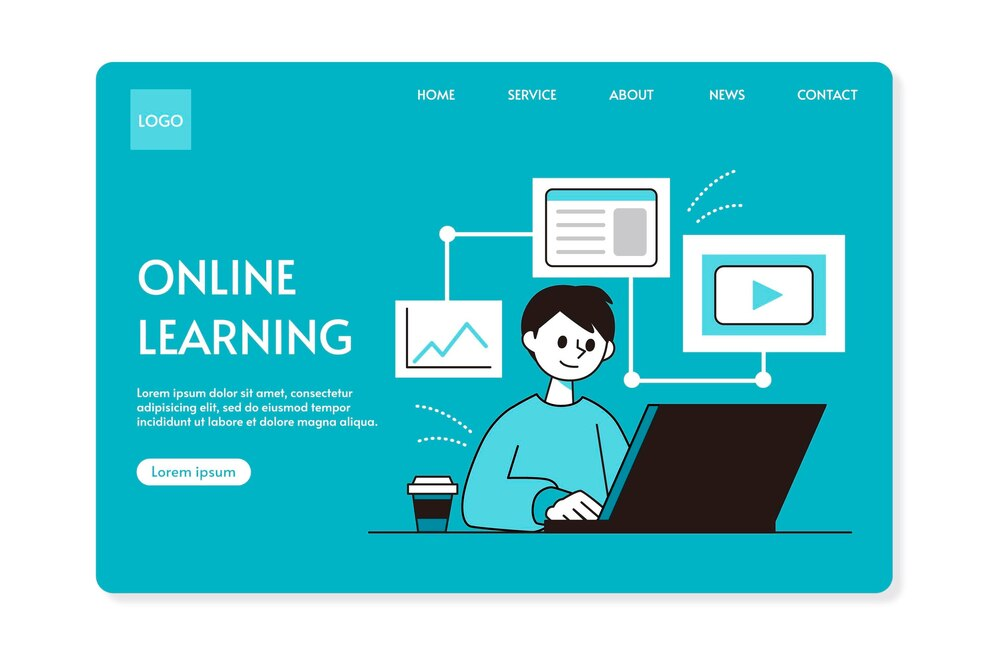 LOGO
HOME SERVICE ABOUT NEWS CONTACT
ONLINE
LEARNING
Lorem ipsum dolor sit amet, consectetur
adipisicing elit, sed do eiusmod tempor
incididunt ut labore et dolore magna aliqua.
Lorem ipsum